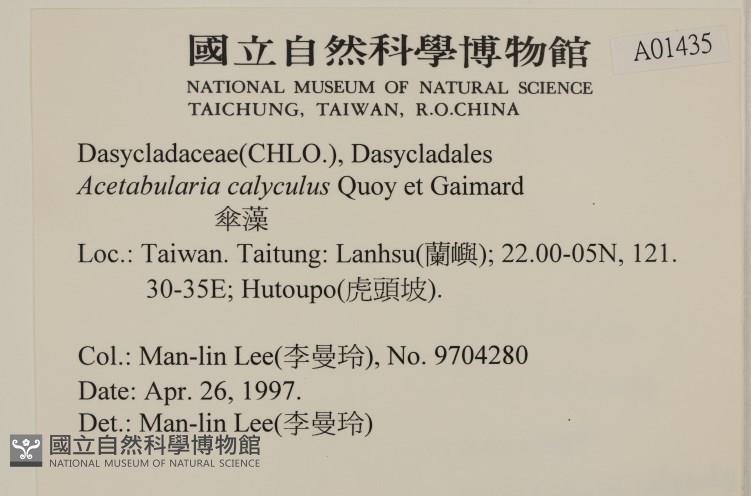 國立自然科學博物館
A01435
NATIONAL MUSEUM OF NATURAL SCIENCE
TAICHUNG, TAIWAN, R.O.CHINA
Dasycladaceae(CHLO.), Dasycladales
Acetabularia calyculus Quoy et Gaimard
傘藻
Loc.: Taiwan. Taitung: Lanhsu(蘭嶼); 22.00-05N, 121.
30-35E; Hutoupo(虎頭坡).
Col.: Man-lin Lee(李曼玲), No. 9704280
Date: Apr. 26, 1997.
Det.: Man-lin Lee(李曼玲)
國立自然科學博物館
NATIONAL MUSEUM OF NATURAL SCIENCE